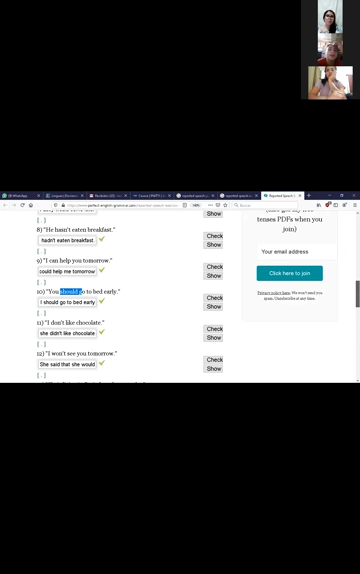 [ . ]
Show
8) "He hasn't eaten breakfast."
hadn't eaten breakfast.
Check
Show
[ . ]
9) "I can help you tomorrow."
could help me tomorrow
Check
Show
[ . ]
10) "You should go to bed early."
I should go to bed early
Check
Show
[ . ]
11) "I don't like chocolate."
she didn't like chocolate
Check
Show
[ . ]
12) "I won't see you tomorrow."
She said that she would
Check
Show
[ . ]
tenses PDFs when you
join)
Your email address
Click here to join
Privacy policy here. We won't send you
spam. Unsubscribe at any time.